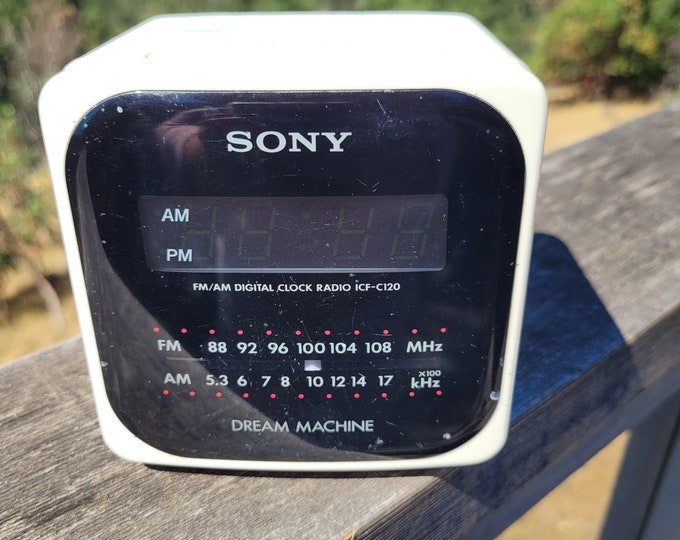 SONY
AM
PM
FM/AM DIGITAL CLOCK RADIO ICF-C120
FM 88 92 96 100 104 108 MHz
AM 5.3 6 7 8 10 12 14 17 x100 kHz
DREAM MACHINE